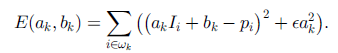 E(a_k, b_k) = \sum_{i \in \omega_k} \left( (a_k I_i + b_k - p_i)^2 + \epsilon a_k^2 \right).